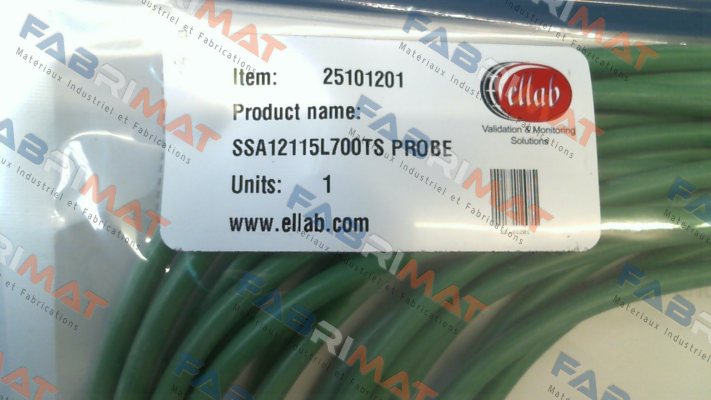 Item: 25101201
Product name:
SSA12115L700TS PROBE
Units: 1
www.ellab.com
ellab
Validation & Monitoring
Solutions
FABRIMAT
Materiaux Industriel et Fabrications